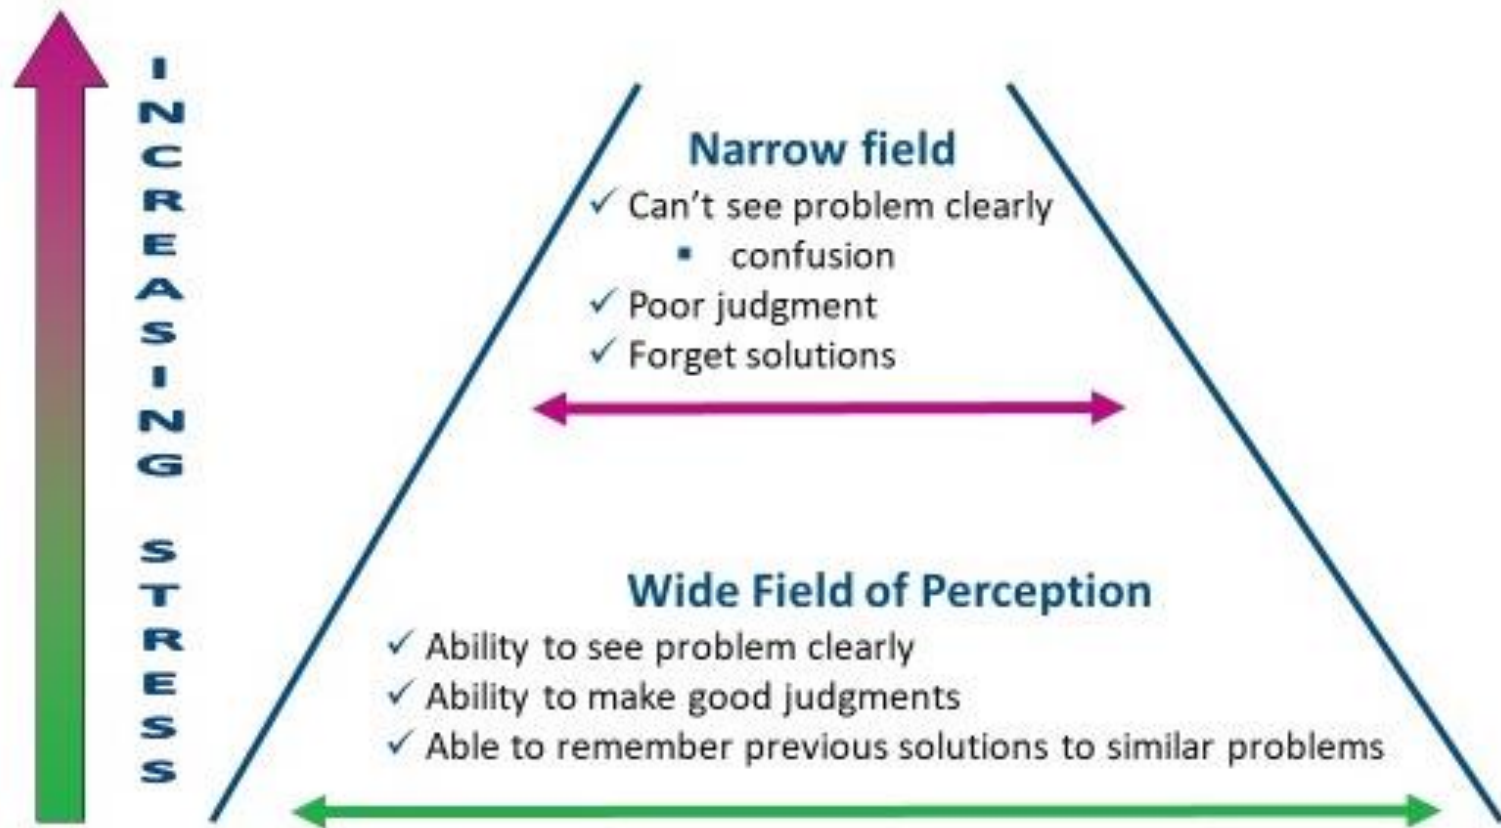 INCREASING STRESS
Narrow field
✓ Can't see problem clearly
▪ confusion
✓ Poor judgment
✓ Forget solutions
Wide Field of Perception
✓ Ability to see problem clearly
✓ Ability to make good judgments
✓ Able to remember previous solutions to similar problems